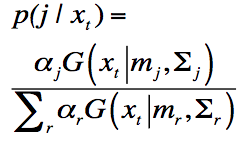 p(j | x_t) =
α_j G(x_t | m_j, Σ_j)
∑_r α_r G(x_t | m_r, Σ_r)